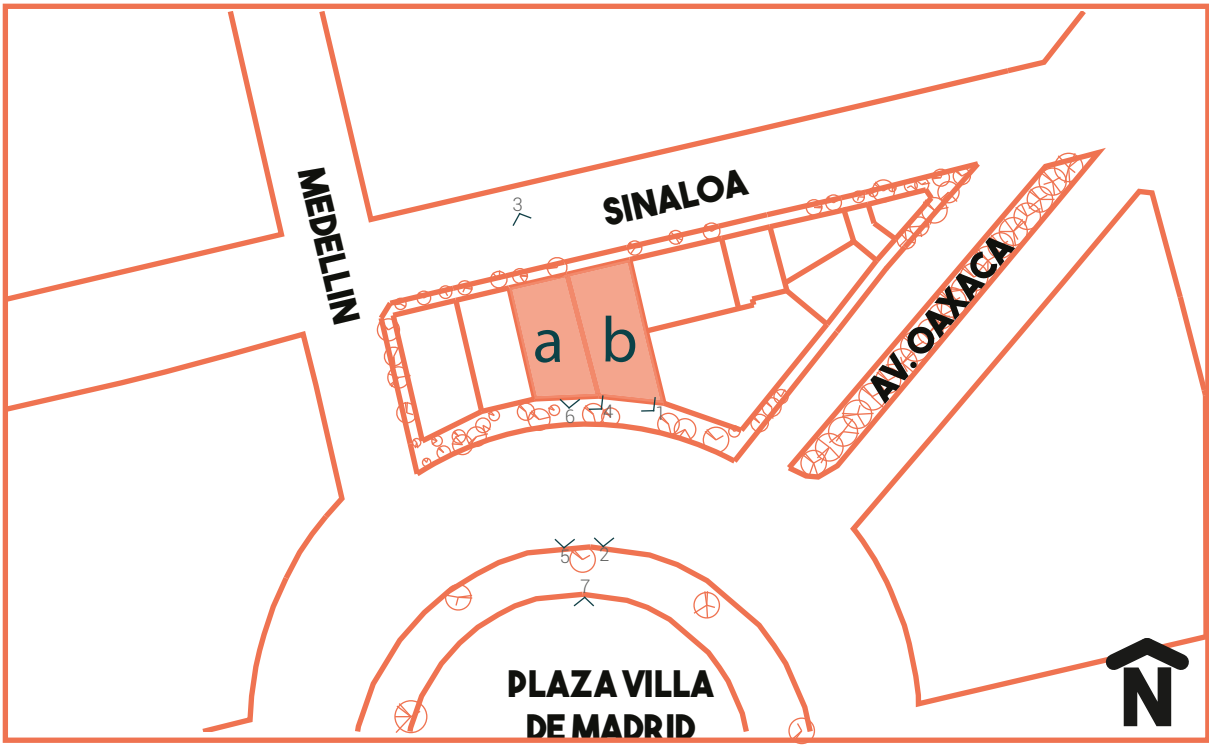 MEDELLIN
3
SINALOA
a
b
AV. OAXACA
6
4
1
5
2
7
PLAZA VILLA
DE MADRID
N